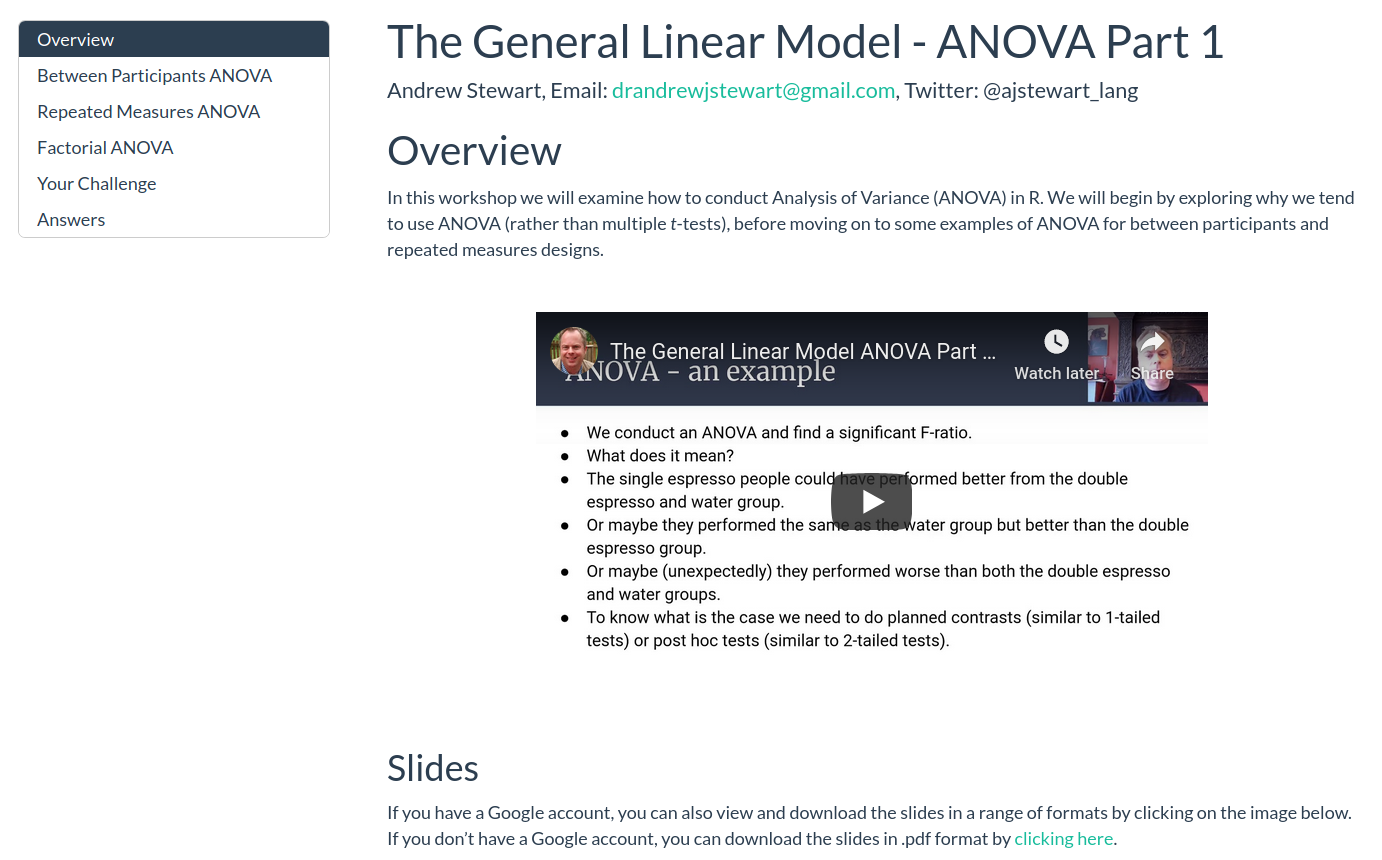 Overview
Between Participants ANOVA
Repeated Measures ANOVA
Factorial ANOVA
Your Challenge
Answers
The General Linear Model - ANOVA Part 1
Andrew Stewart, Email: drandrewjstewart@gmail.com, Twitter: @ajstewart_lang
Overview
In this workshop we will examine how to conduct Analysis of Variance (ANOVA) in R. We will begin by exploring why we tend
to use ANOVA (rather than multiple t-tests), before moving on to some examples of ANOVA for between participants and
repeated measures designs.
The General Linear Model ANOVA Part ...
ANOVA - an example
Watch later
Share
● We conduct an ANOVA and find a significant F-ratio.
● What does it mean?
● The single espresso people could have performed better from the double
espresso and water group.
● Or maybe they performed the same as the water group but better than the double
espresso group.
● Or maybe (unexpectedly) they performed worse than both the double espresso
and water groups.
● To know what is the case we need to do planned contrasts (similar to 1-tailed
tests) or post hoc tests (similar to 2-tailed tests).
Slides
If you have a Google account, you can also view and download the slides in a range of formats by clicking on the image below.
If you don’t have a Google account, you can download the slides in .pdf format by clicking here.